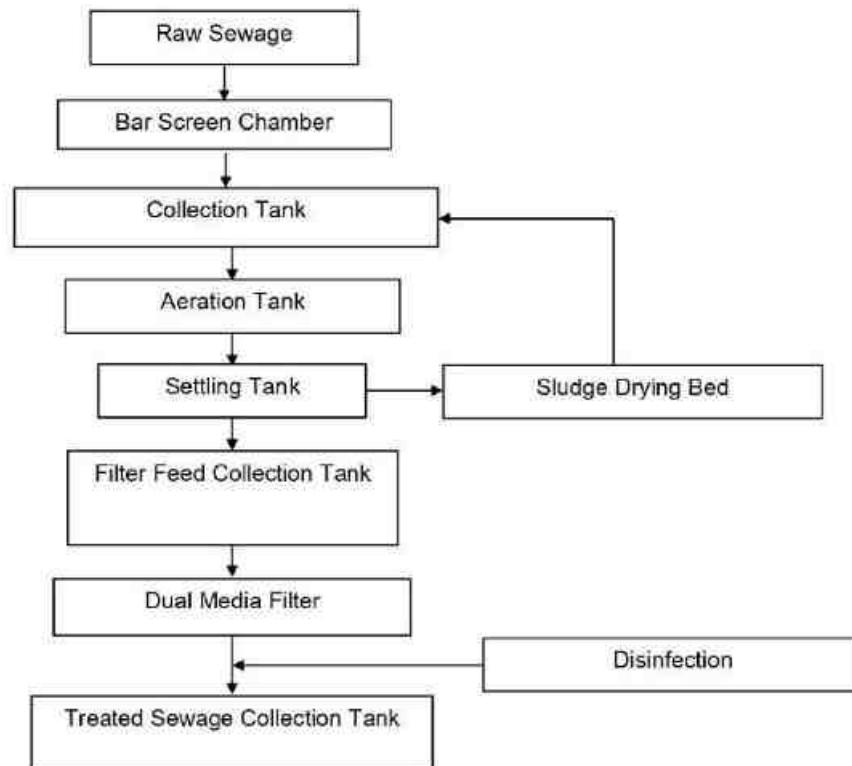 Raw Sewage
Bar Screen Chamber
Collection Tank
Aeration Tank
Settling Tank
Sludge Drying Bed
Filter Feed Collection Tank
Dual Media Filter
Disinfection
Treated Sewage Collection Tank